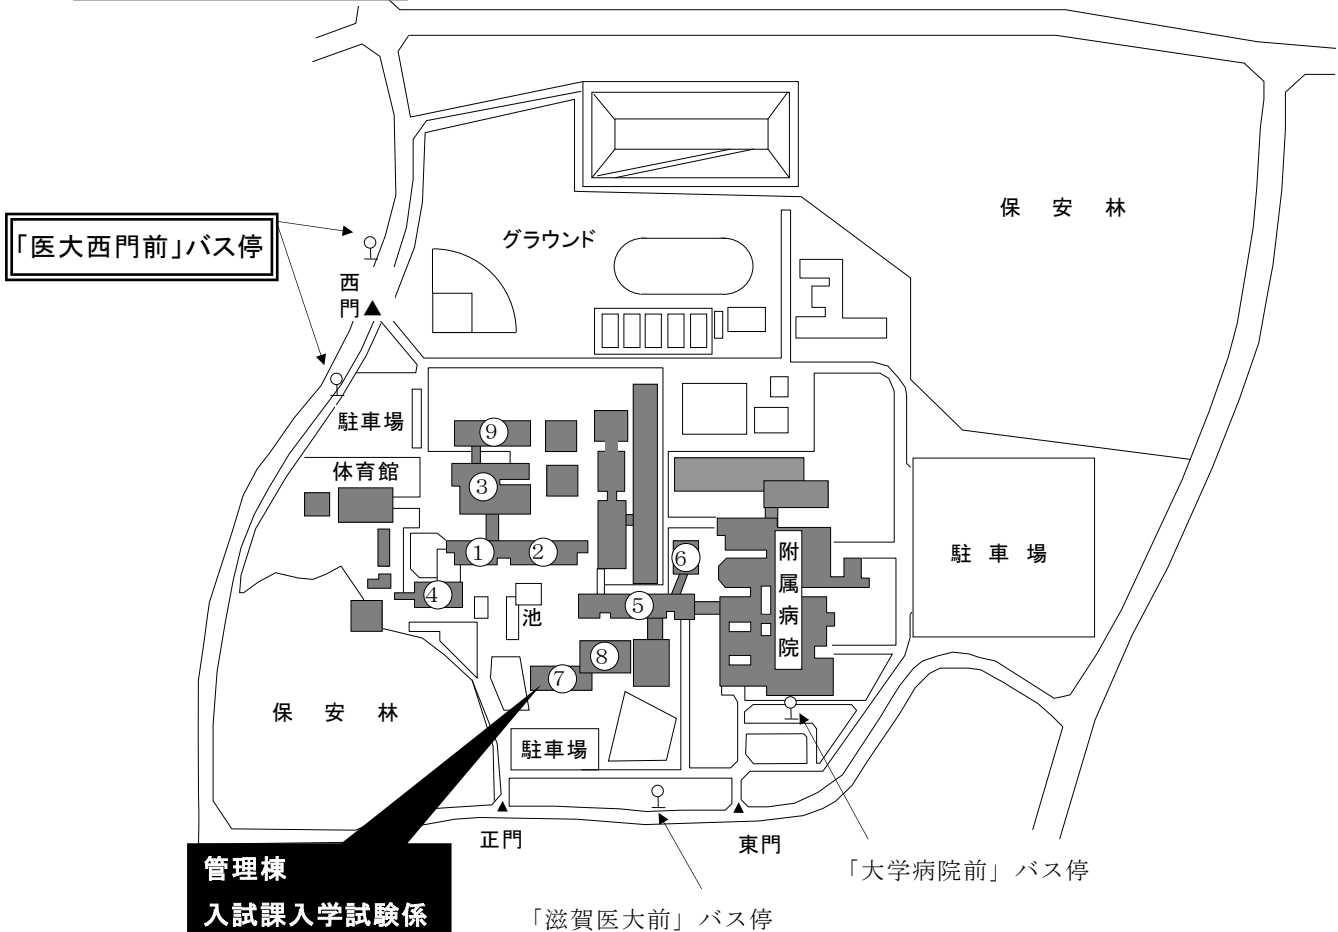 保安林
「医大西門前」バス停
グラウンド
西門
駐車場
⑨
体育館
③
①
②
⑥
附属病院
駐車場
④
⑤
池
⑧
⑦
保安林
駐車場
正門
東門
管理棟
入試課入学試験係
「大学病院前」バス停
「滋賀医大前」バス停